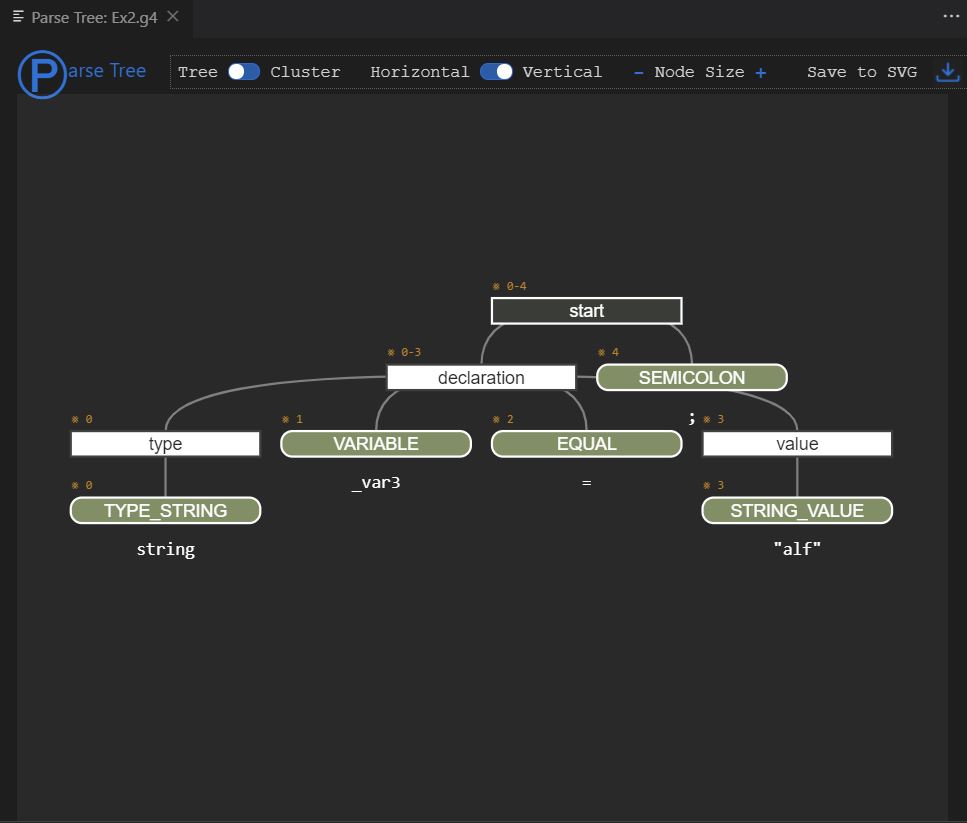 Parse Tree: Ex2.g4
Parse Tree
Tree Cluster Horizontal Vertical - Node Size + Save to SVG
※ 0-4
start
※ 0-3 ※ 4
declaration SEMICOLON
※ 0 ※ 1 ※ 2 ; ※ 3
type VARIABLE EQUAL value
_var3 =
※ 0 ※ 3
TYPE_STRING STRING_VALUE
string "alf"